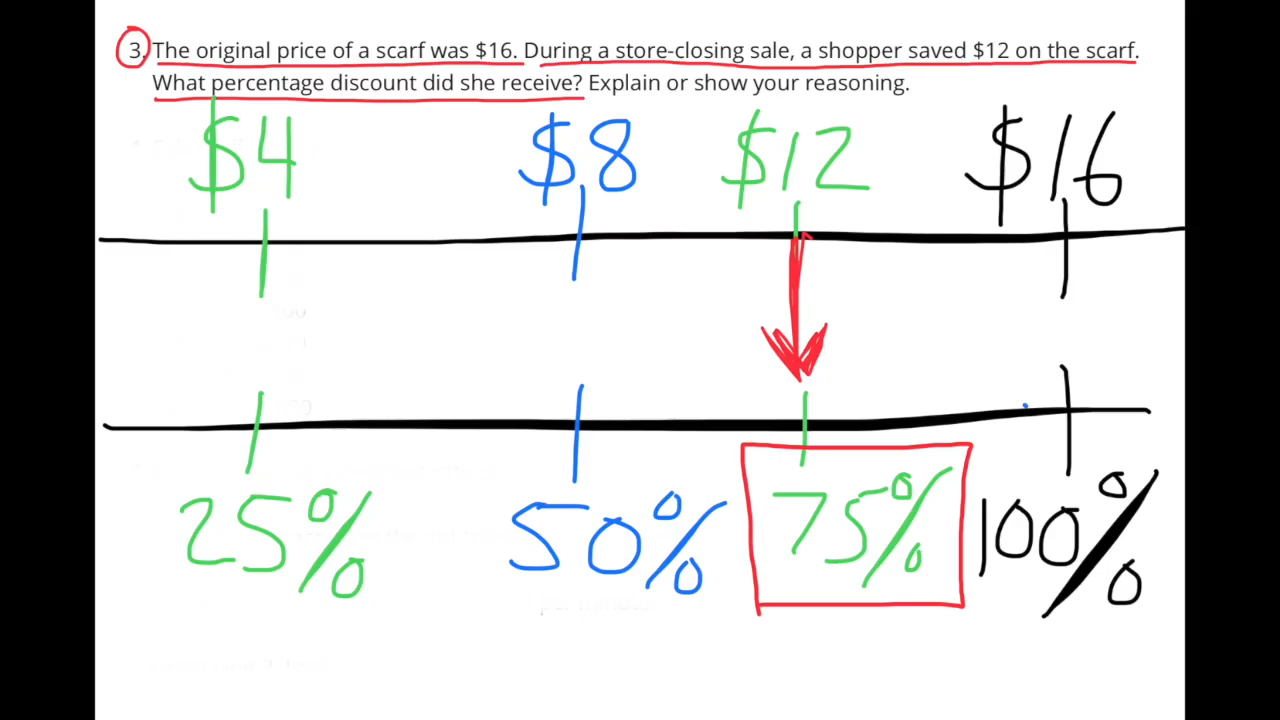 3. The original price of a scarf was $16. During a store-closing sale, a shopper saved $12 on the scarf.
What percentage discount did she receive? Explain or show your reasoning.
$4 $8 $12 $16
25% 50% 75% 100%